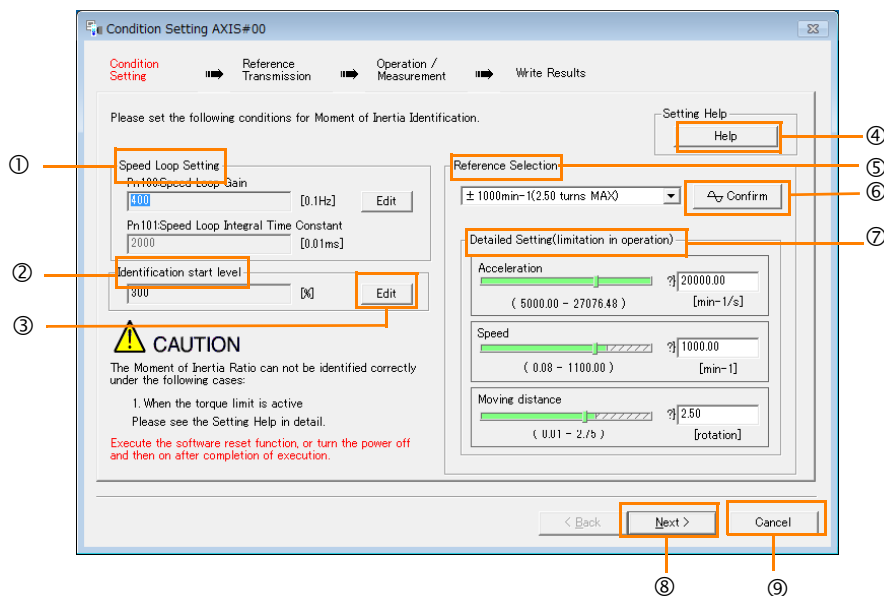 Condition Setting AXIS#00
Condition Setting
Reference Transmission
Operation / Measurement
Write Results
Please set the following conditions for Moment of Inertia Identification.
Setting Help
Help
④
①
Speed Loop Setting
Pn100:Speed Loop Gain
400
[0.1Hz]
Edit
Pn101:Speed Loop Integral Time Constant
2000
[0.01ms]
②
Identification start level
300
[%]
Edit
③
CAUTION
The Moment of Inertia Ratio can not be identified correctly
under the following cases:
1. When the torque limit is active
Please see the Setting Help in detail.
Execute the software reset function, or turn the power off
and then on after completion of execution.
Reference Selection
⑤
± 1000min-1(2.50 turns MAX)
Confirm
⑥
Detailed Setting(limitation in operation)
⑦
Acceleration
?} 20000.00
( 5000.00 - 27076.48 )
[min-1/s]
Speed
?} 1000.00
( 0.08 - 1100.00 )
[min-1]
Moving distance
?} 2.50
( 0.01 - 2.75 )
[rotation]
< Back
Next >
Cancel
⑧
⑨